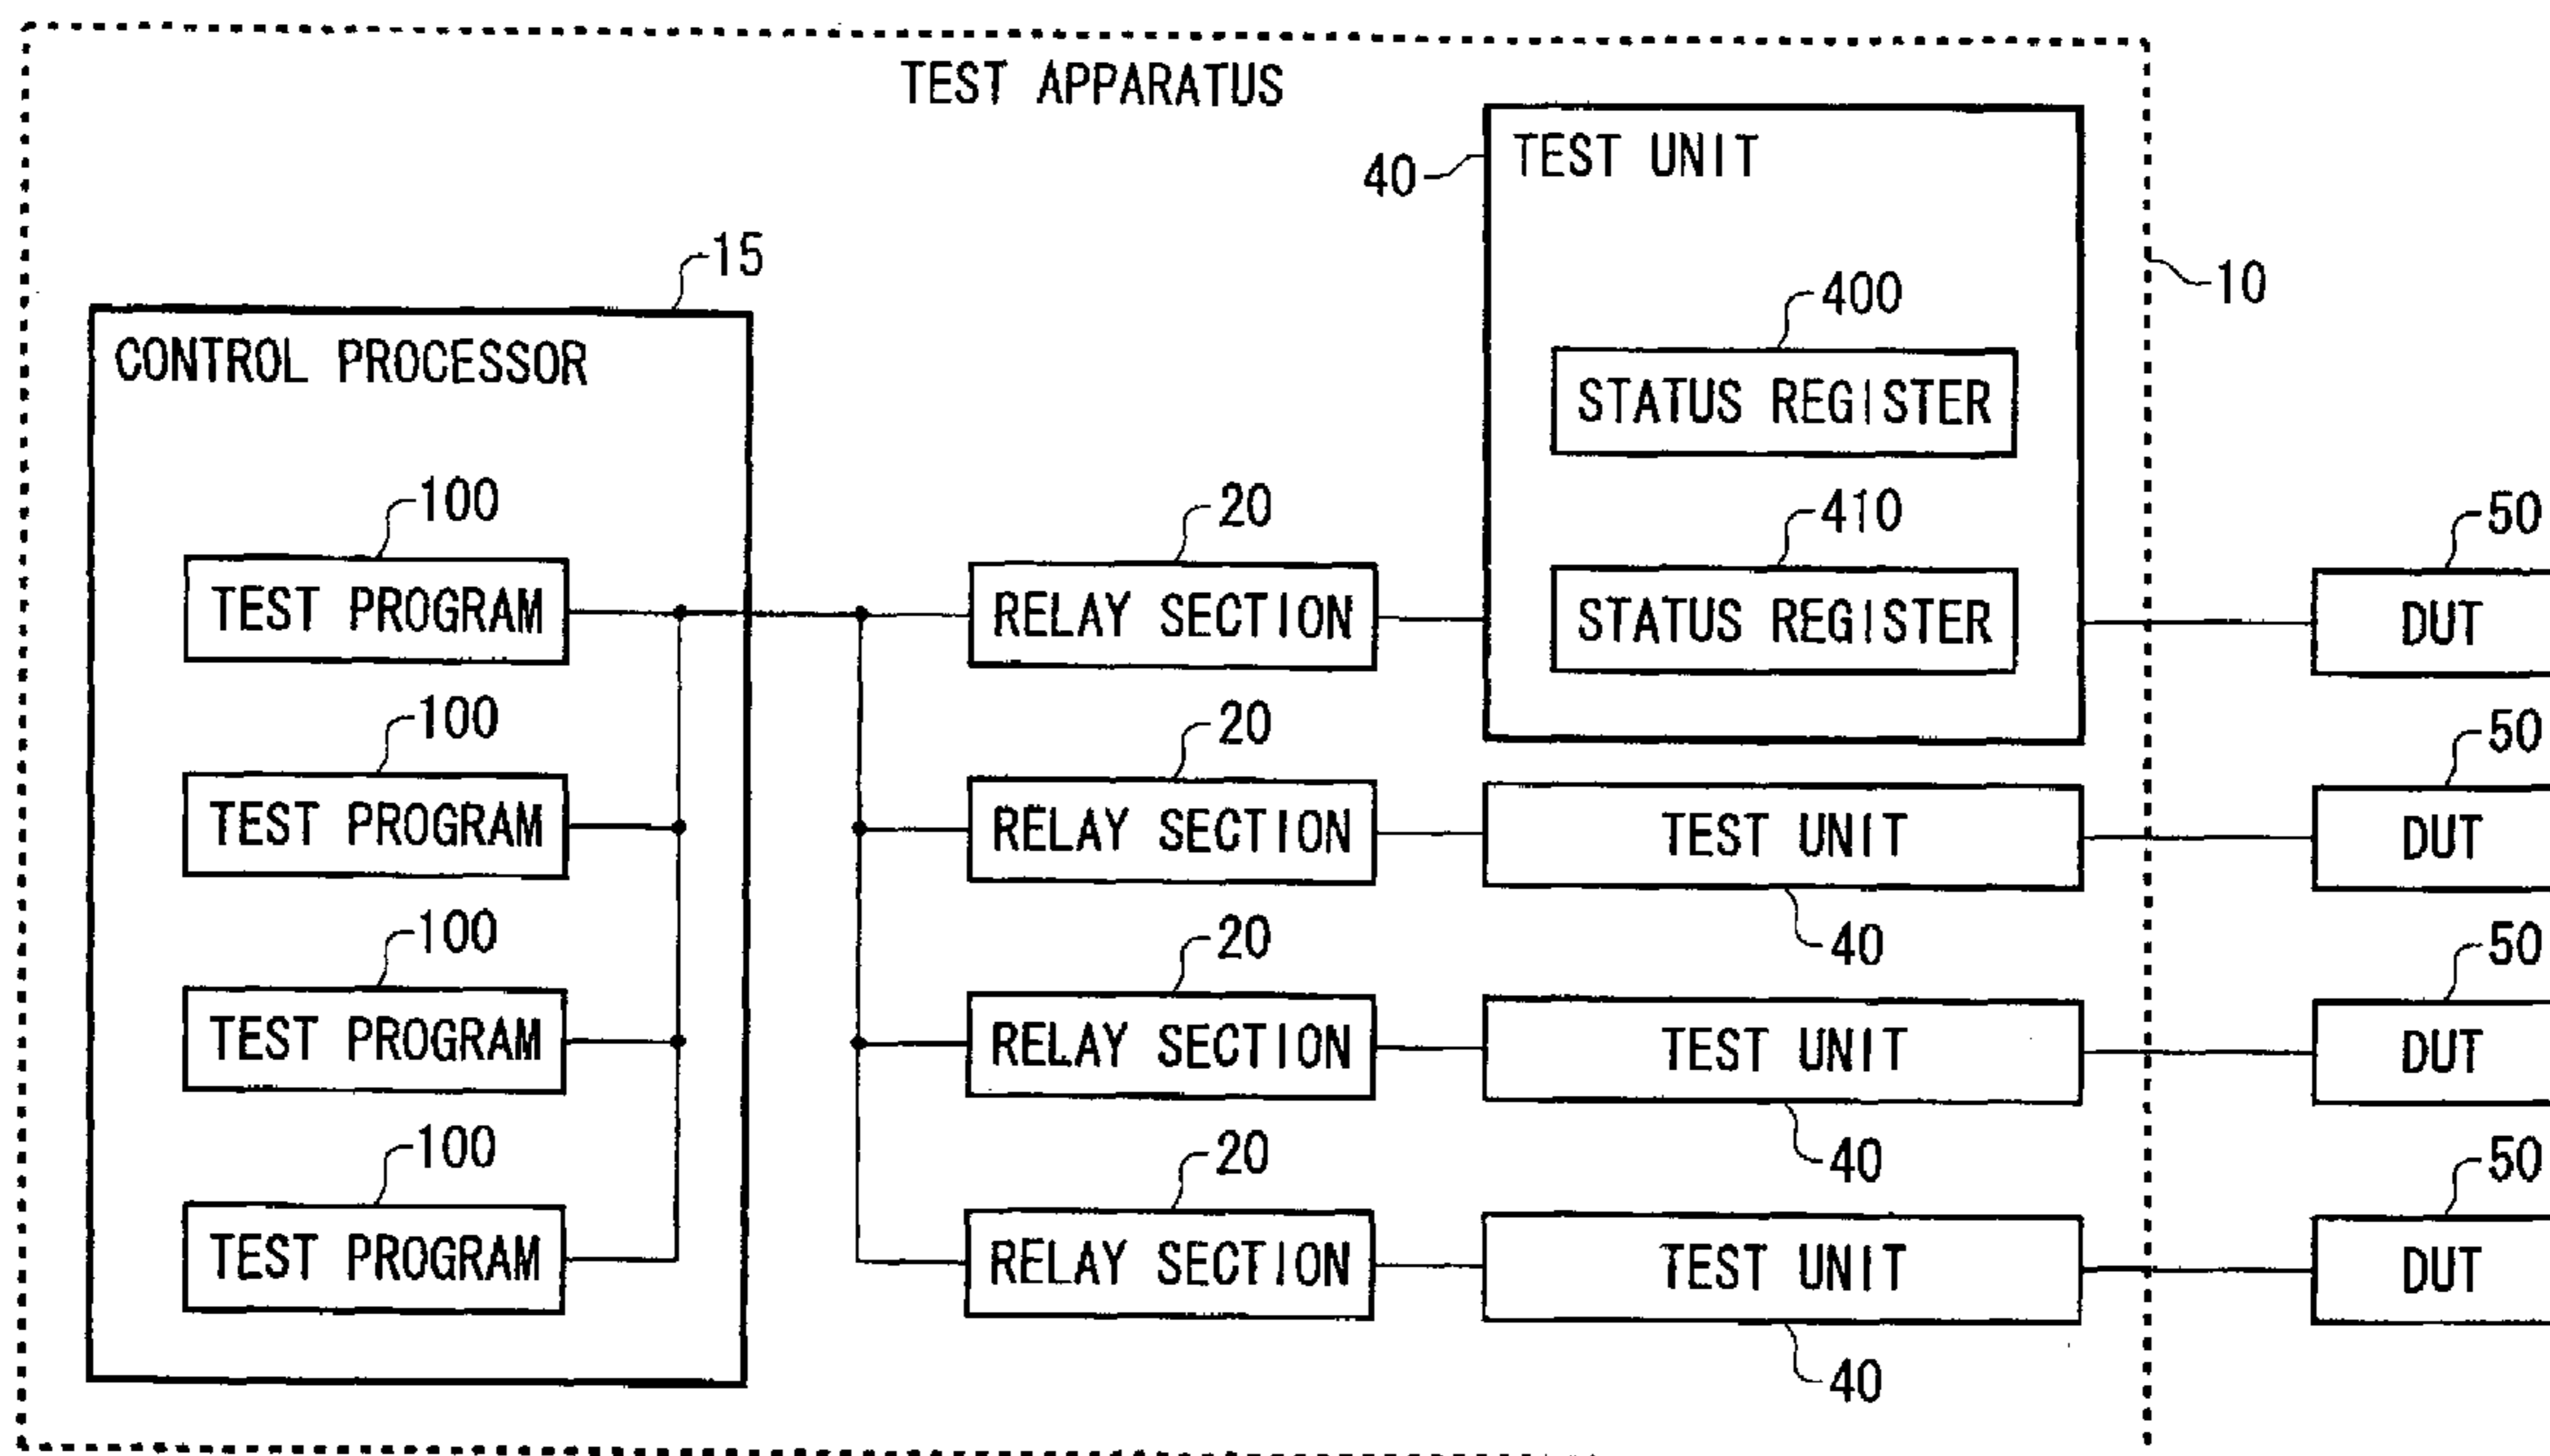 TEST APPARATUS
40
TEST UNIT
15
10
400
CONTROL PROCESSOR
STATUS REGISTER
100
20
410
50
TEST PROGRAM
RELAY SECTION
STATUS REGISTER
DUT
100
20
50
TEST PROGRAM
RELAY SECTION
TEST UNIT
DUT
100
20
40
50
TEST PROGRAM
RELAY SECTION
TEST UNIT
DUT
100
20
40
50
TEST PROGRAM
RELAY SECTION
TEST UNIT
DUT
40